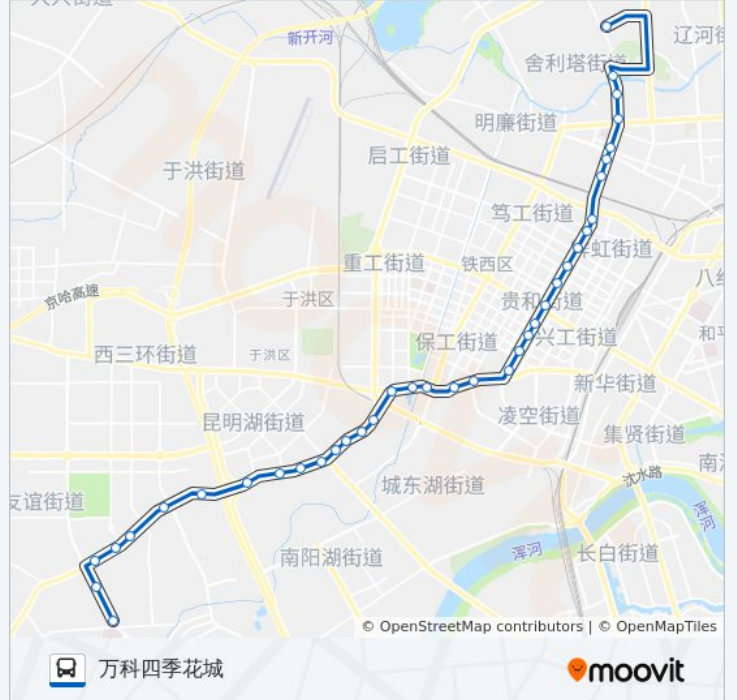 新开河
辽河街
舍利塔街道
明廉街道
启工街道
于洪街道
笃工街道
重工街道
铁西区
虹街道
八经
京哈高速
于洪区
贵和街道
和平
保工街道
兴工街道
西三环街道
于洪区
新华街道
昆明湖街道
凌空街道
集贤街道
沈水路
南湖
城东湖街道
友谊街道
浑河
南阳湖街道
浑河
长白街道
© OpenStreetMap contributors | © OpenMapTiles
万科四季花城
moovit